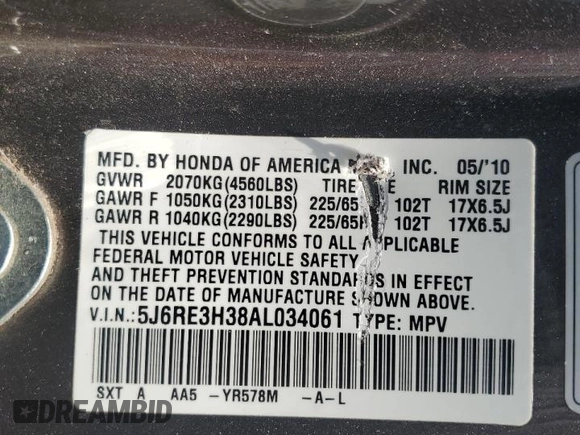 MFD. BY HONDA OF AMERICA INC. 05/'10
GVWR 2070KG(4560LBS) TIRE RIM SIZE
GAWR F 1050KG(2310LBS) 225/65 102T 17X6.5J
GAWR R 1040KG(2290LBS) 225/65 102T 17X6.5J
THIS VEHICLE CONFORMS TO ALL APPLICABLE
FEDERAL MOTOR VEHICLE SAFETY
AND THEFT PREVENTION STANDARDS IN EFFECT
ON THE DATE OF MANUFACTURE SHOWN ABOVE.
V.I.N.:5J6RE3H38AL034061 TYPE: MPV
SXT A AA5 -YR578M -A-L
DREAMBID